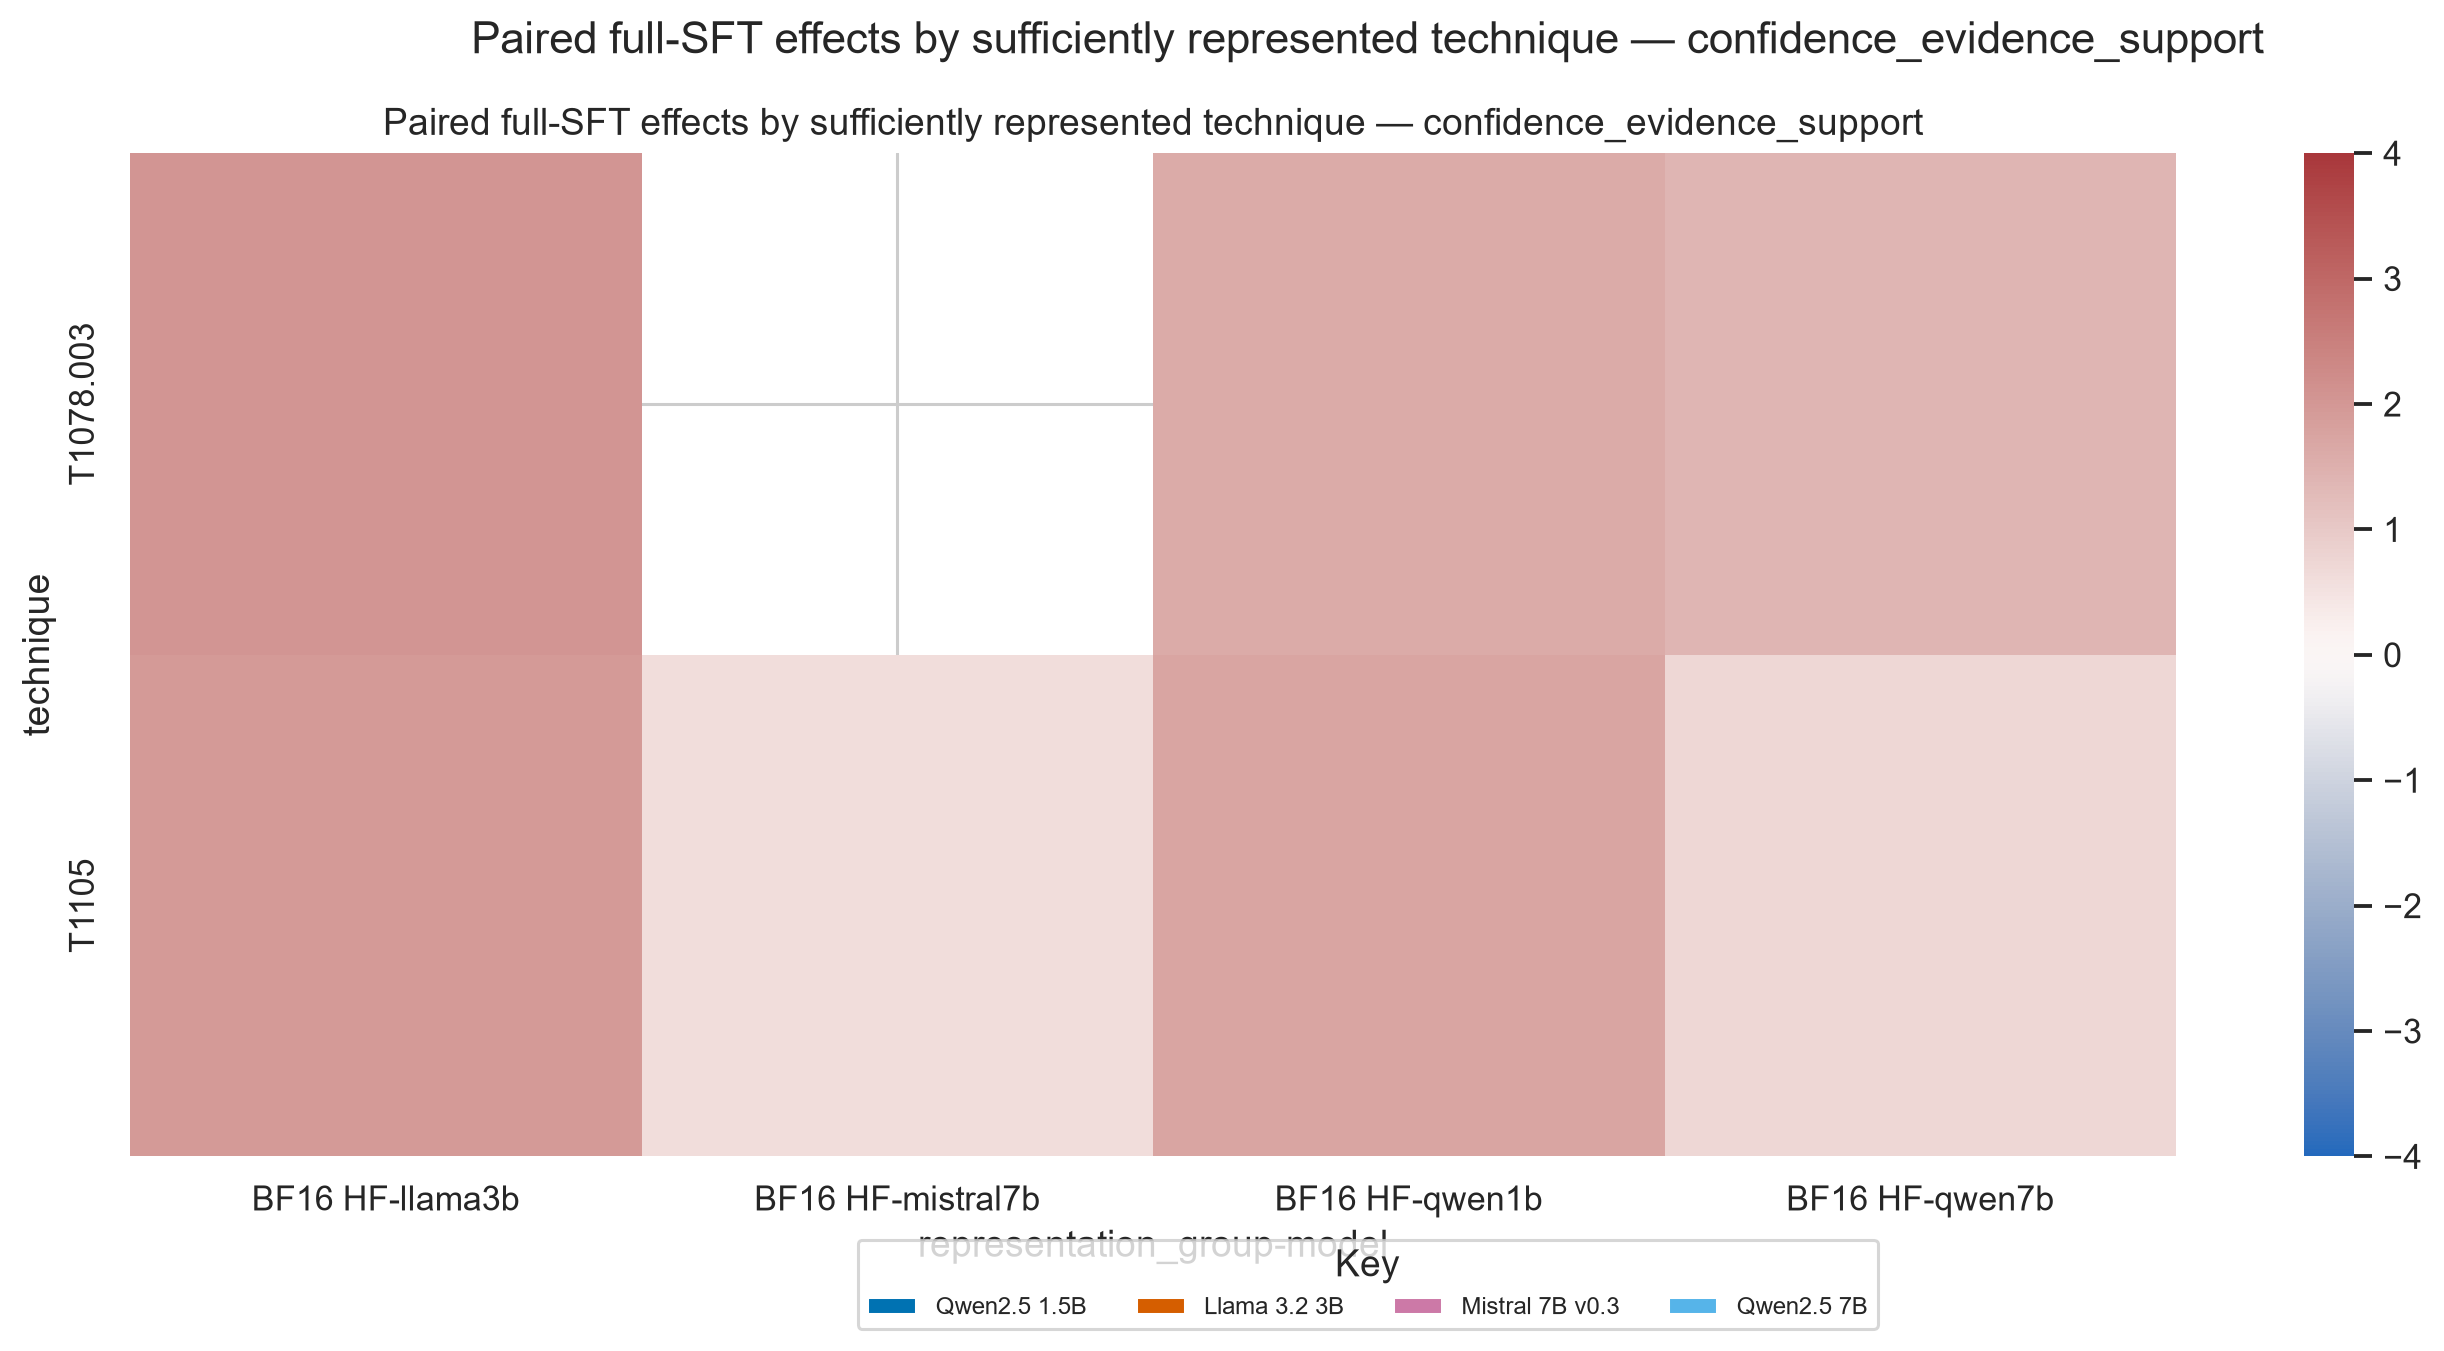 Paired full-SFT effects by sufficiently represented technique — confidence_evidence_support
Paired full-SFT effects by sufficiently represented technique — confidence_evidence_support
technique
T1078.003
T1105
BF16 HF-llama3b
BF16 HF-mistral7b
BF16 HF-qwen1b
BF16 HF-qwen7b
representation_group-model
4
3
2
1
0
−1
−2
−3
−4
Key
Qwen2.5 1.5B
Llama 3.2 3B
Mistral 7B v0.3
Qwen2.5 7B